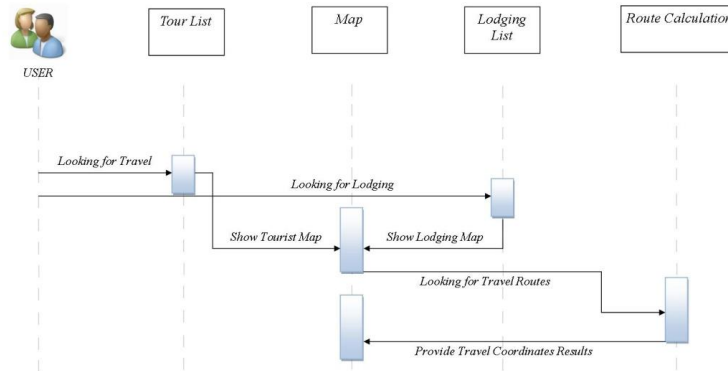 Tour List
Map
Lodging
List
Route Calculation
USER
Looking for Travel
Looking for Lodging
Show Tourist Map
Show Lodging Map
Looking for Travel Routes
Provide Travel Coordinates Results